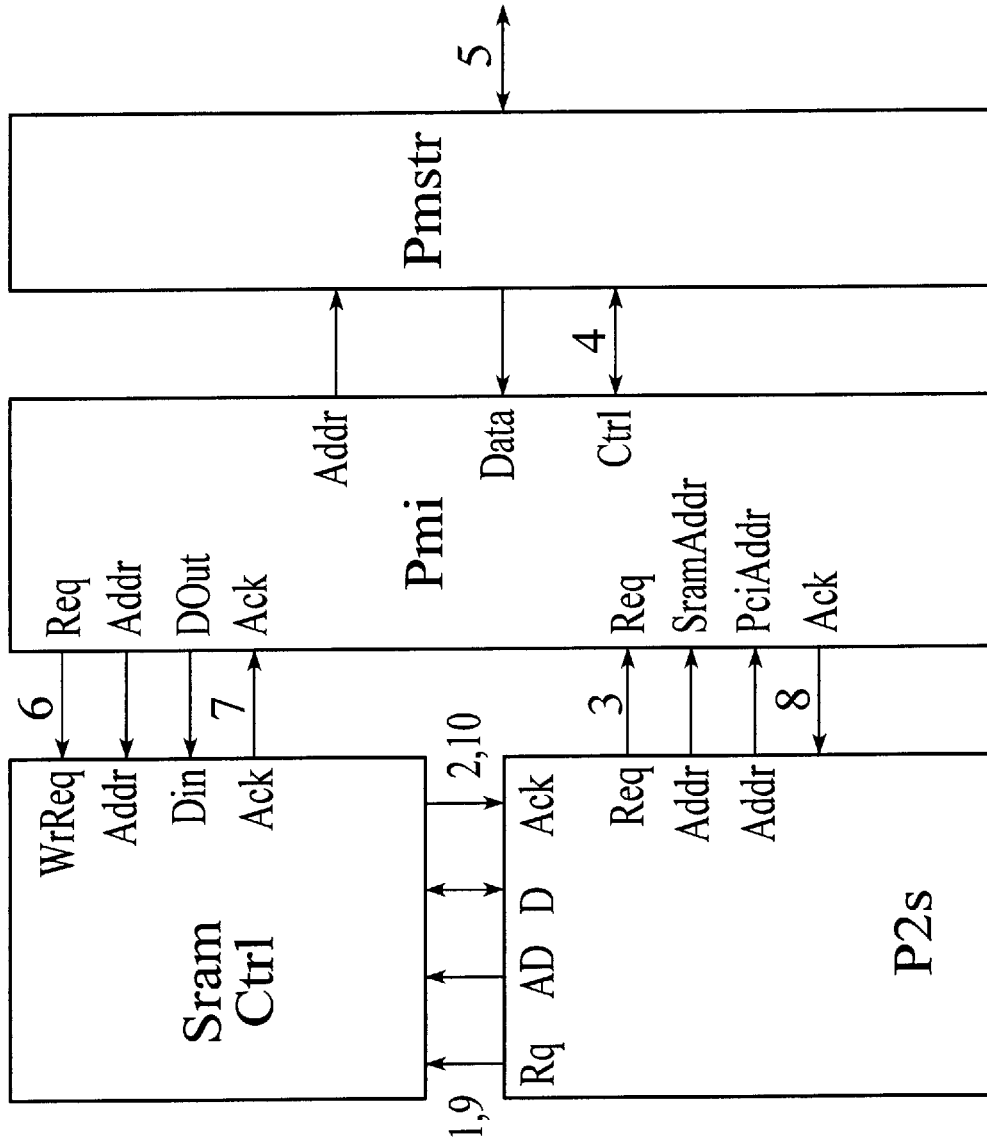 6
WrReq
Req
Addr
Addr
Sram
Ctrl
Din
DOut
7
Ack
Ack
Addr
Pmi
Pmstr
1,9
2,10
5
Data
Rq AD D Ack
4
Ctrl
3
Req
Req
Addr
SramAddr
Addr
PciAddr
8
Ack
P2s